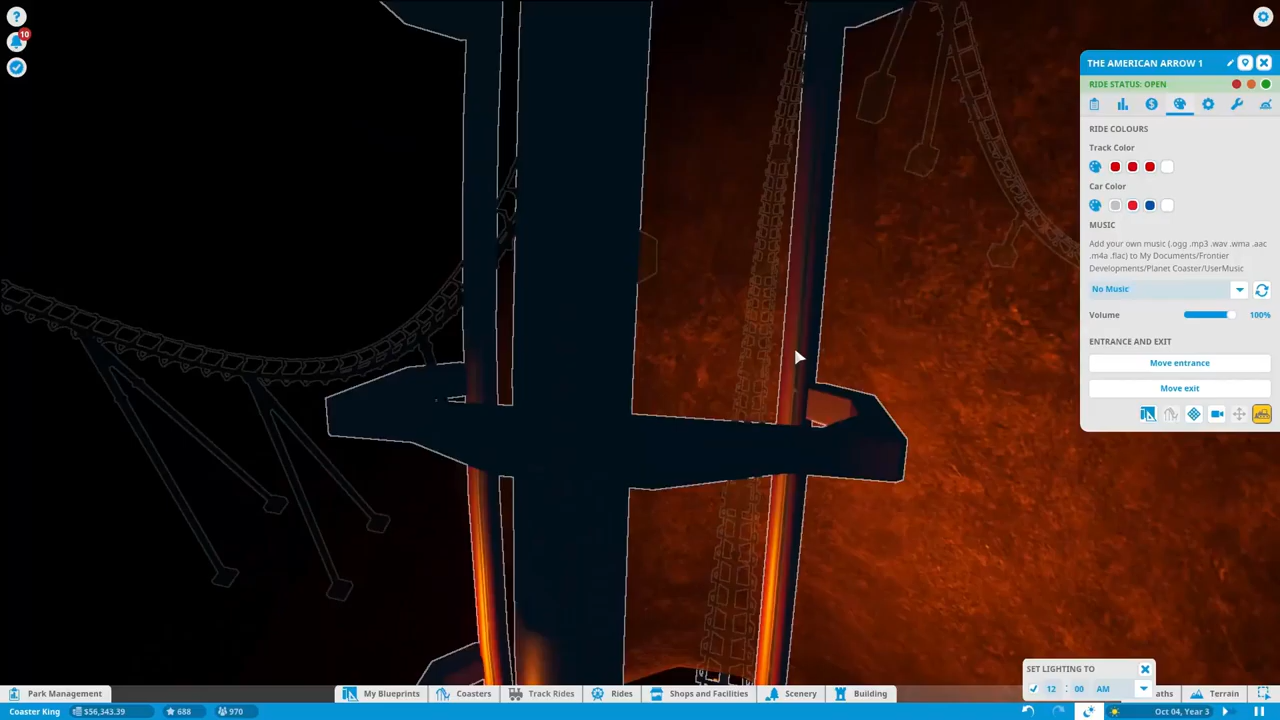 ?
10
THE AMERICAN ARROW 1
RIDE STATUS: OPEN
RIDE COLOURS
Track Color
Car Color
MUSIC
Add your own music (.ogg .mp3 .wav .wma .aac
.m4a .flac) to My Documents/Frontier
Developments/Planet Coaster/UserMusic
No Music
Volume 100%
ENTRANCE AND EXIT
Move entrance
Move exit
SET LIGHTING TO
12 : 00 AM
Park Management My Blueprints Coasters Track Rides Rides Shops and Facilities Scenery Building aths Terrain
Coaster King $56,343.39 688 970 Oct 04, Year 3